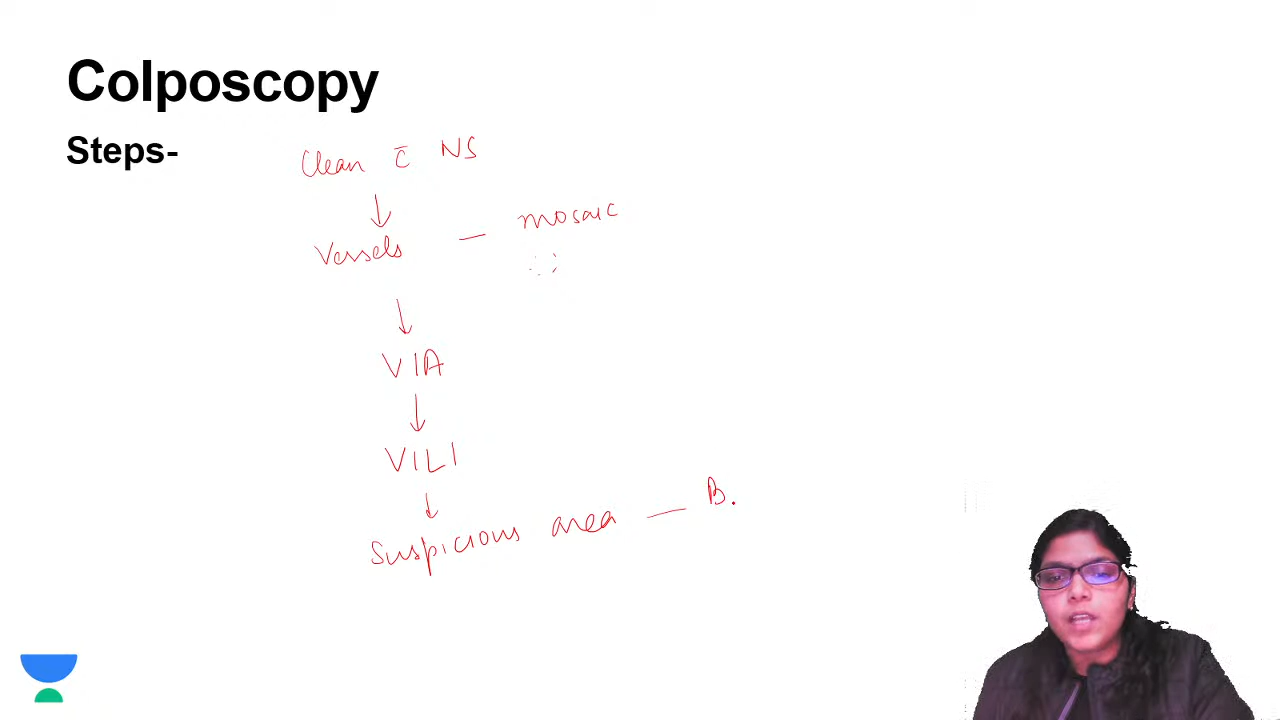 Colposcopy
Steps-
Clean c̄ NS
↓
Vessels — mosaic
↓
VIA
↓
VILI
↓
Suspicious area — B.